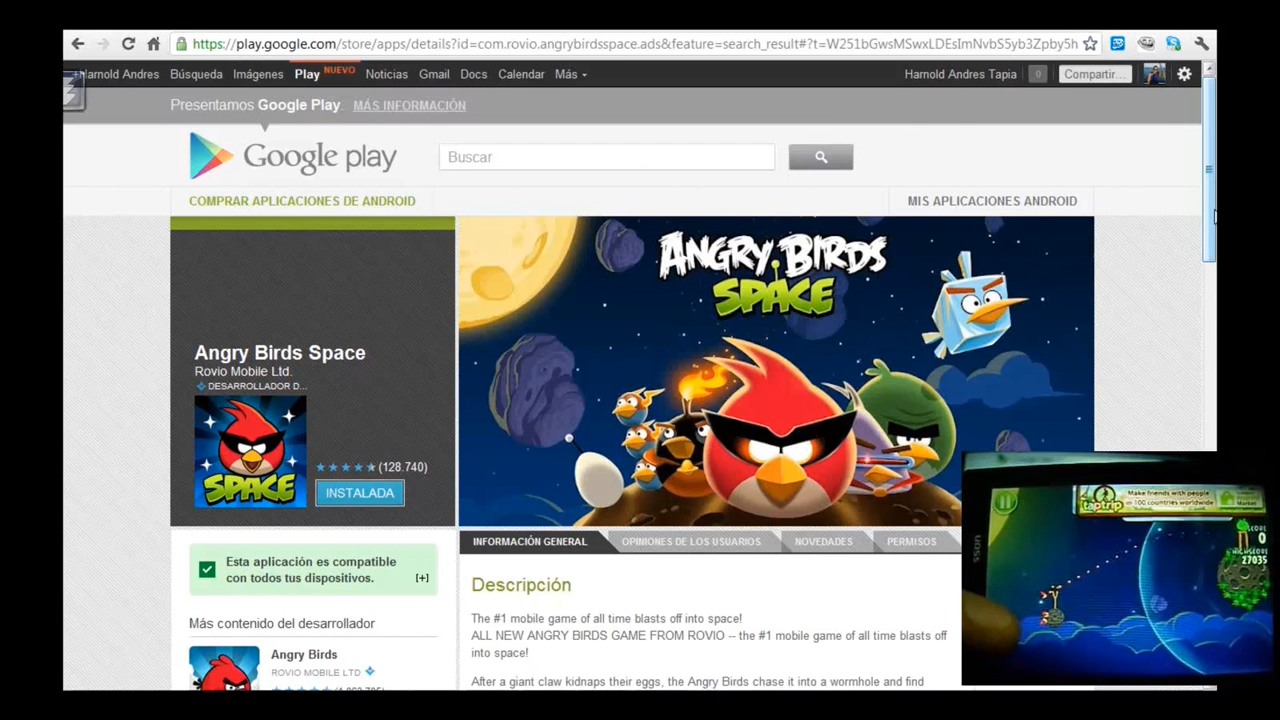 https://play.google.com/store/apps/details?id=com.rovio.angrybirdsspace.ads&feature=search_result#?t=W251bGwsMSwxLDEsImNvbS5yb3Zpby5h
Harnold Andres Búsqueda Imágenes Play NUEVO Noticias Gmail Docs Calendar Más
Harnold Andres Tapia 0 Compartir...
Presentamos Google Play. MÁS INFORMACIÓN
Google play
Buscar
COMPRAR APLICACIONES DE ANDROID
MIS APLICACIONES ANDROID
ANGRY BIRDS
SPACE
Angry Birds Space
Rovio Mobile Ltd.
DESARROLLADOR D...
SPACE
(128.740)
INSTALADA
INFORMACIÓN GENERAL OPINIONES DE LOS USUARIOS NOVEDADES PERMISOS
Esta aplicación es compatible
con todos tus dispositivos.
[+]
Más contenido del desarrollador
Angry Birds
ROVIO MOBILE LTD
Descripción
The #1 mobile game of all time blasts off into space!
ALL NEW ANGRY BIRDS GAME FROM ROVIO -- the #1 mobile game of all time blasts off
into space!
After a giant claw kidnaps their eggs, the Angry Birds chase it into a wormhole and find
taptrip
Make friends with people
in 100 countries worldwide
Market
SCORE
0
HIGHSCORE
27035